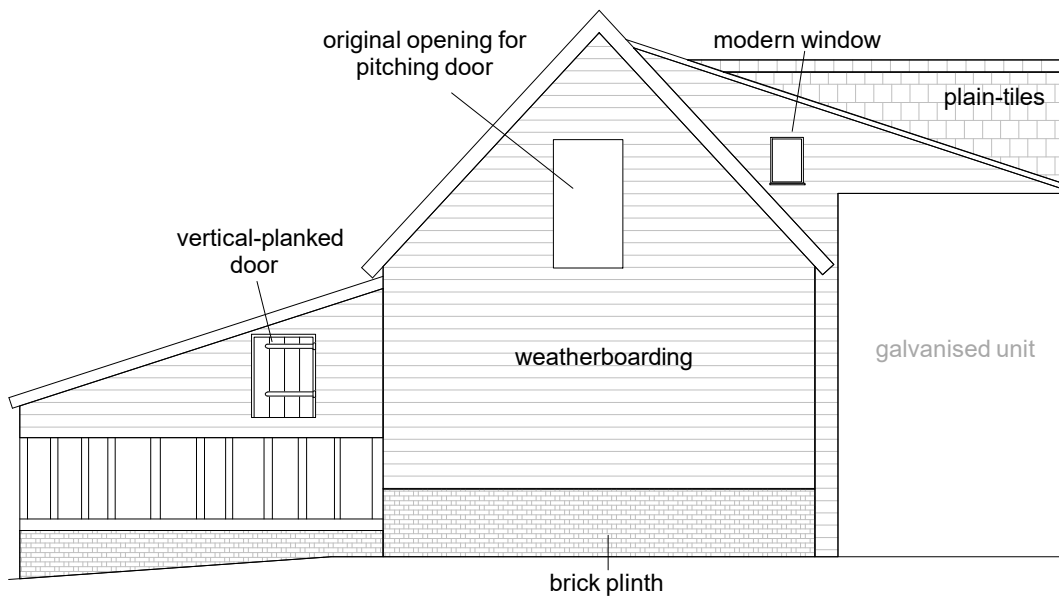 original opening for
pitching door
modern window
plain-tiles
vertical-planked
door
weatherboarding
galvanised unit
brick plinth